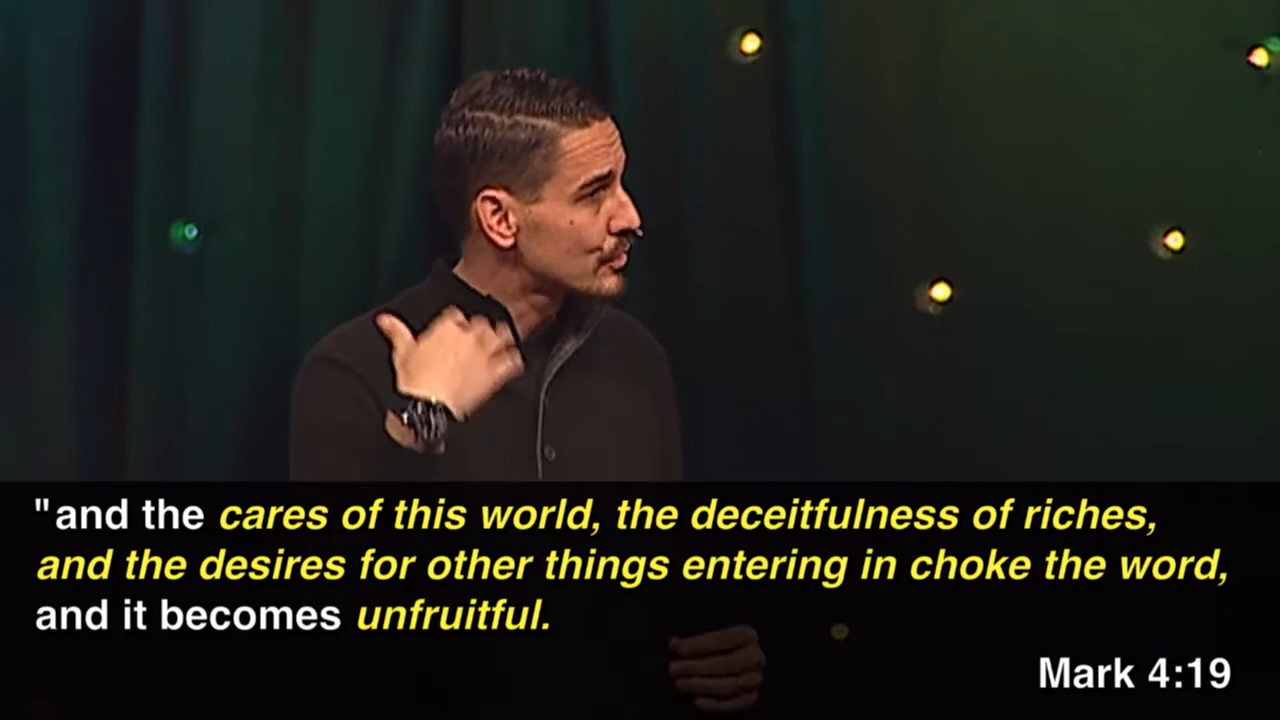 "and the cares of this world, the deceitfulness of riches,
and the desires for other things entering in choke the word,
and it becomes unfruitful.
Mark 4:19